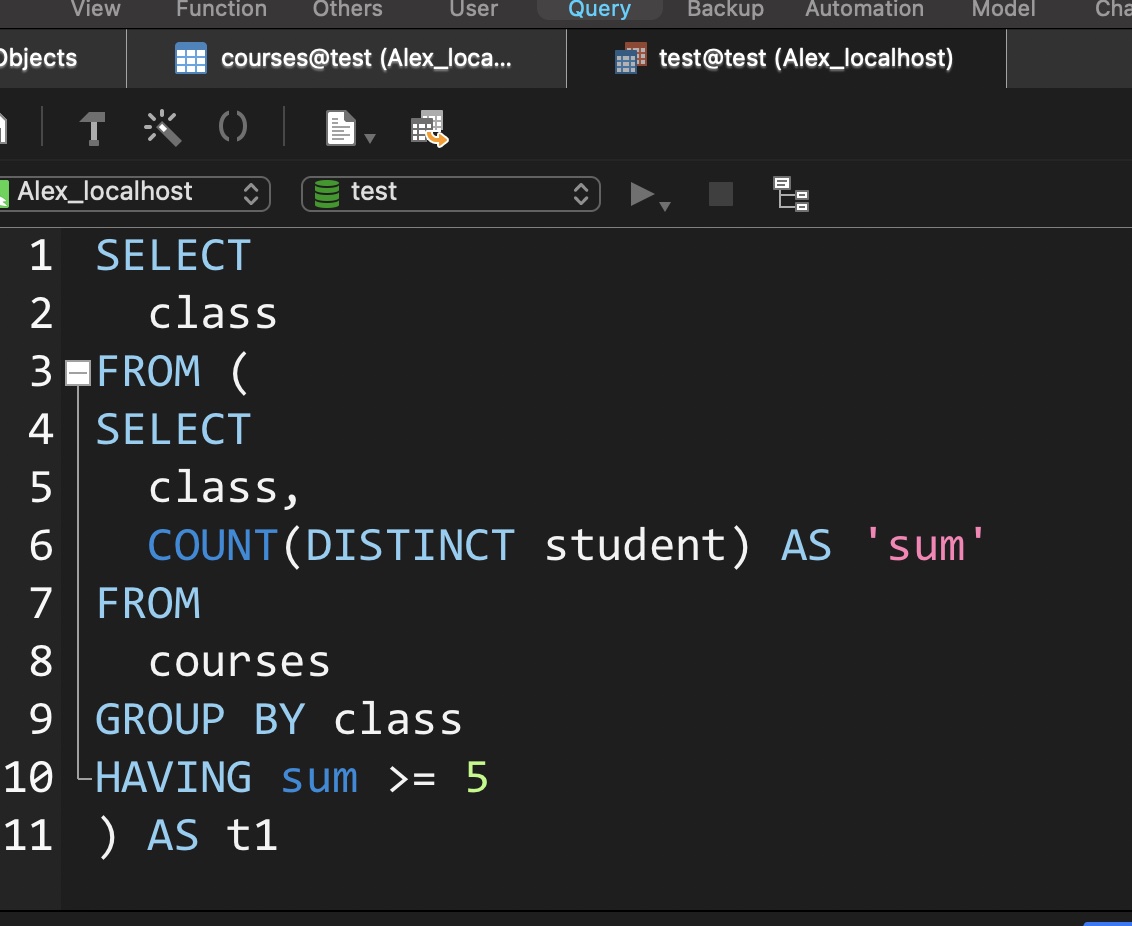 View Function Others User Query Backup Automation Model
Objects courses@test (Alex_loca... test@test (Alex_localhost)
Alex_localhost test
1 SELECT
2 class
3 FROM (
4 SELECT
5 class,
6 COUNT(DISTINCT student) AS 'sum'
7 FROM
8 courses
9 GROUP BY class
10 HAVING sum >= 5
11 ) AS t1